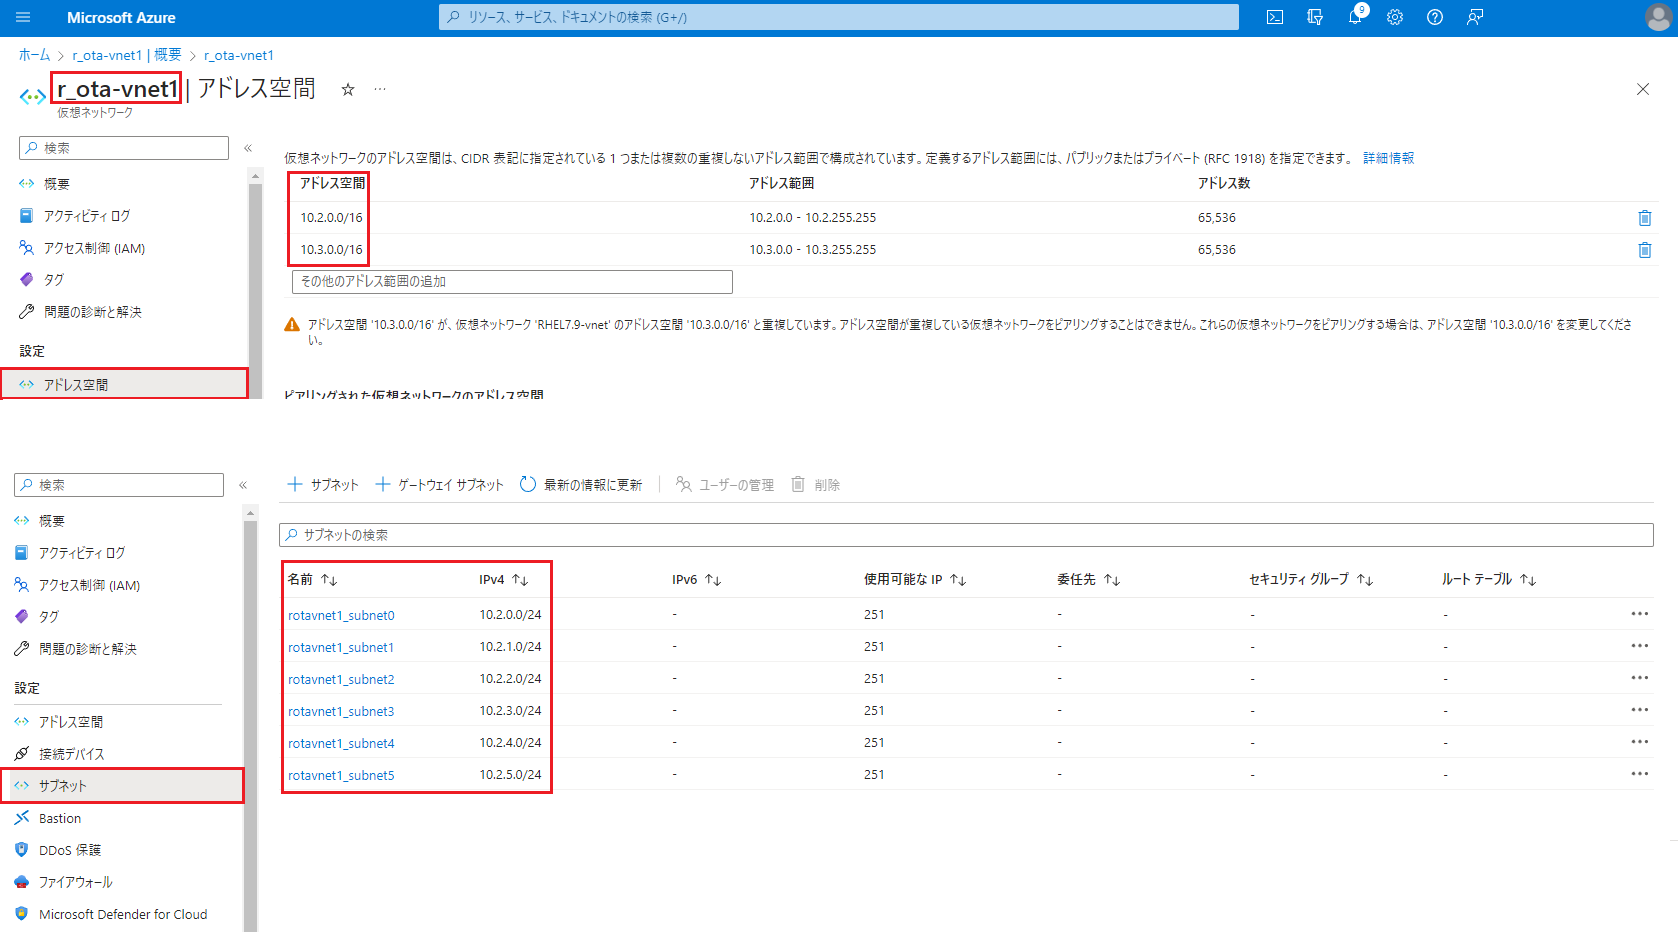 Microsoft Azure
リソース、サービス、ドキュメントの検索 (G+/)
9
ホーム > r_ota-vnet1 | 概要 > r_ota-vnet1
r_ota-vnet1 | アドレス空間 ☆ …
仮想ネットワーク
検索
概要
アクティビティ ログ
アクセス制御 (IAM)
タグ
問題の診断と解決
設定
アドレス空間
仮想ネットワークのアドレス空間は、CIDR 表記に指定されている 1 つまたは複数の重複しないアドレス範囲で構成されています。定義するアドレス範囲には、パブリックまたはプライベート (RFC 1918) を指定できます。 詳細情報
アドレス空間 アドレス範囲 アドレス数
10.2.0.0/16 10.2.0.0 - 10.2.255.255 65,536
10.3.0.0/16 10.3.0.0 - 10.3.255.255 65,536
その他のアドレス範囲の追加
アドレス空間 '10.3.0.0/16' が、仮想ネットワーク 'RHEL7.9-vnet' のアドレス空間 '10.3.0.0/16' と重複しています。アドレス空間が重複している仮想ネットワークをピアリングすることはできません。これらの仮想ネットワークをピアリングする場合は、アドレス空間 '10.3.0.0/16' を変更してくださ
い。
ピアリングされた仮想ネットワークのアドレス空間
検索
概要
アクティビティ ログ
アクセス制御 (IAM)
タグ
問題の診断と解決
設定
アドレス空間
接続デバイス
サブネット
Bastion
DDoS 保護
ファイアウォール
Microsoft Defender for Cloud
サブネット ゲートウェイ サブネット 最新の情報に更新 ユーザーの管理 削除
サブネットの検索
名前 ↑↓ IPv4 ↑↓ IPv6 ↑↓ 使用可能な IP ↑↓ 委任先 ↑↓ セキュリティ グループ ↑↓ ルート テーブル ↑↓
rotavnet1_subnet0 10.2.0.0/24 - 251 - - -
rotavnet1_subnet1 10.2.1.0/24 - 251 - - -
rotavnet1_subnet2 10.2.2.0/24 - 251 - - -
rotavnet1_subnet3 10.2.3.0/24 - 251 - - -
rotavnet1_subnet4 10.2.4.0/24 - 251 - - -
rotavnet1_subnet5 10.2.5.0/24 - 251 - - -